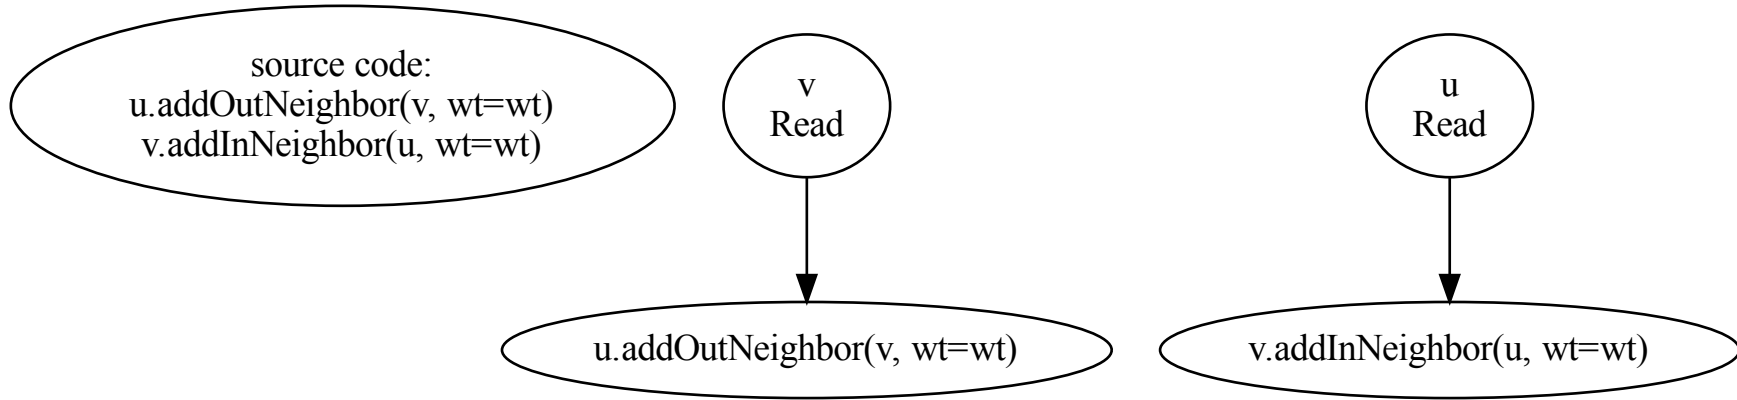 source code:
u.addOutNeighbor(v, wt=wt)
v.addInNeighbor(u, wt=wt)
v
Read
u
Read
u.addOutNeighbor(v, wt=wt)
v.addInNeighbor(u, wt=wt)